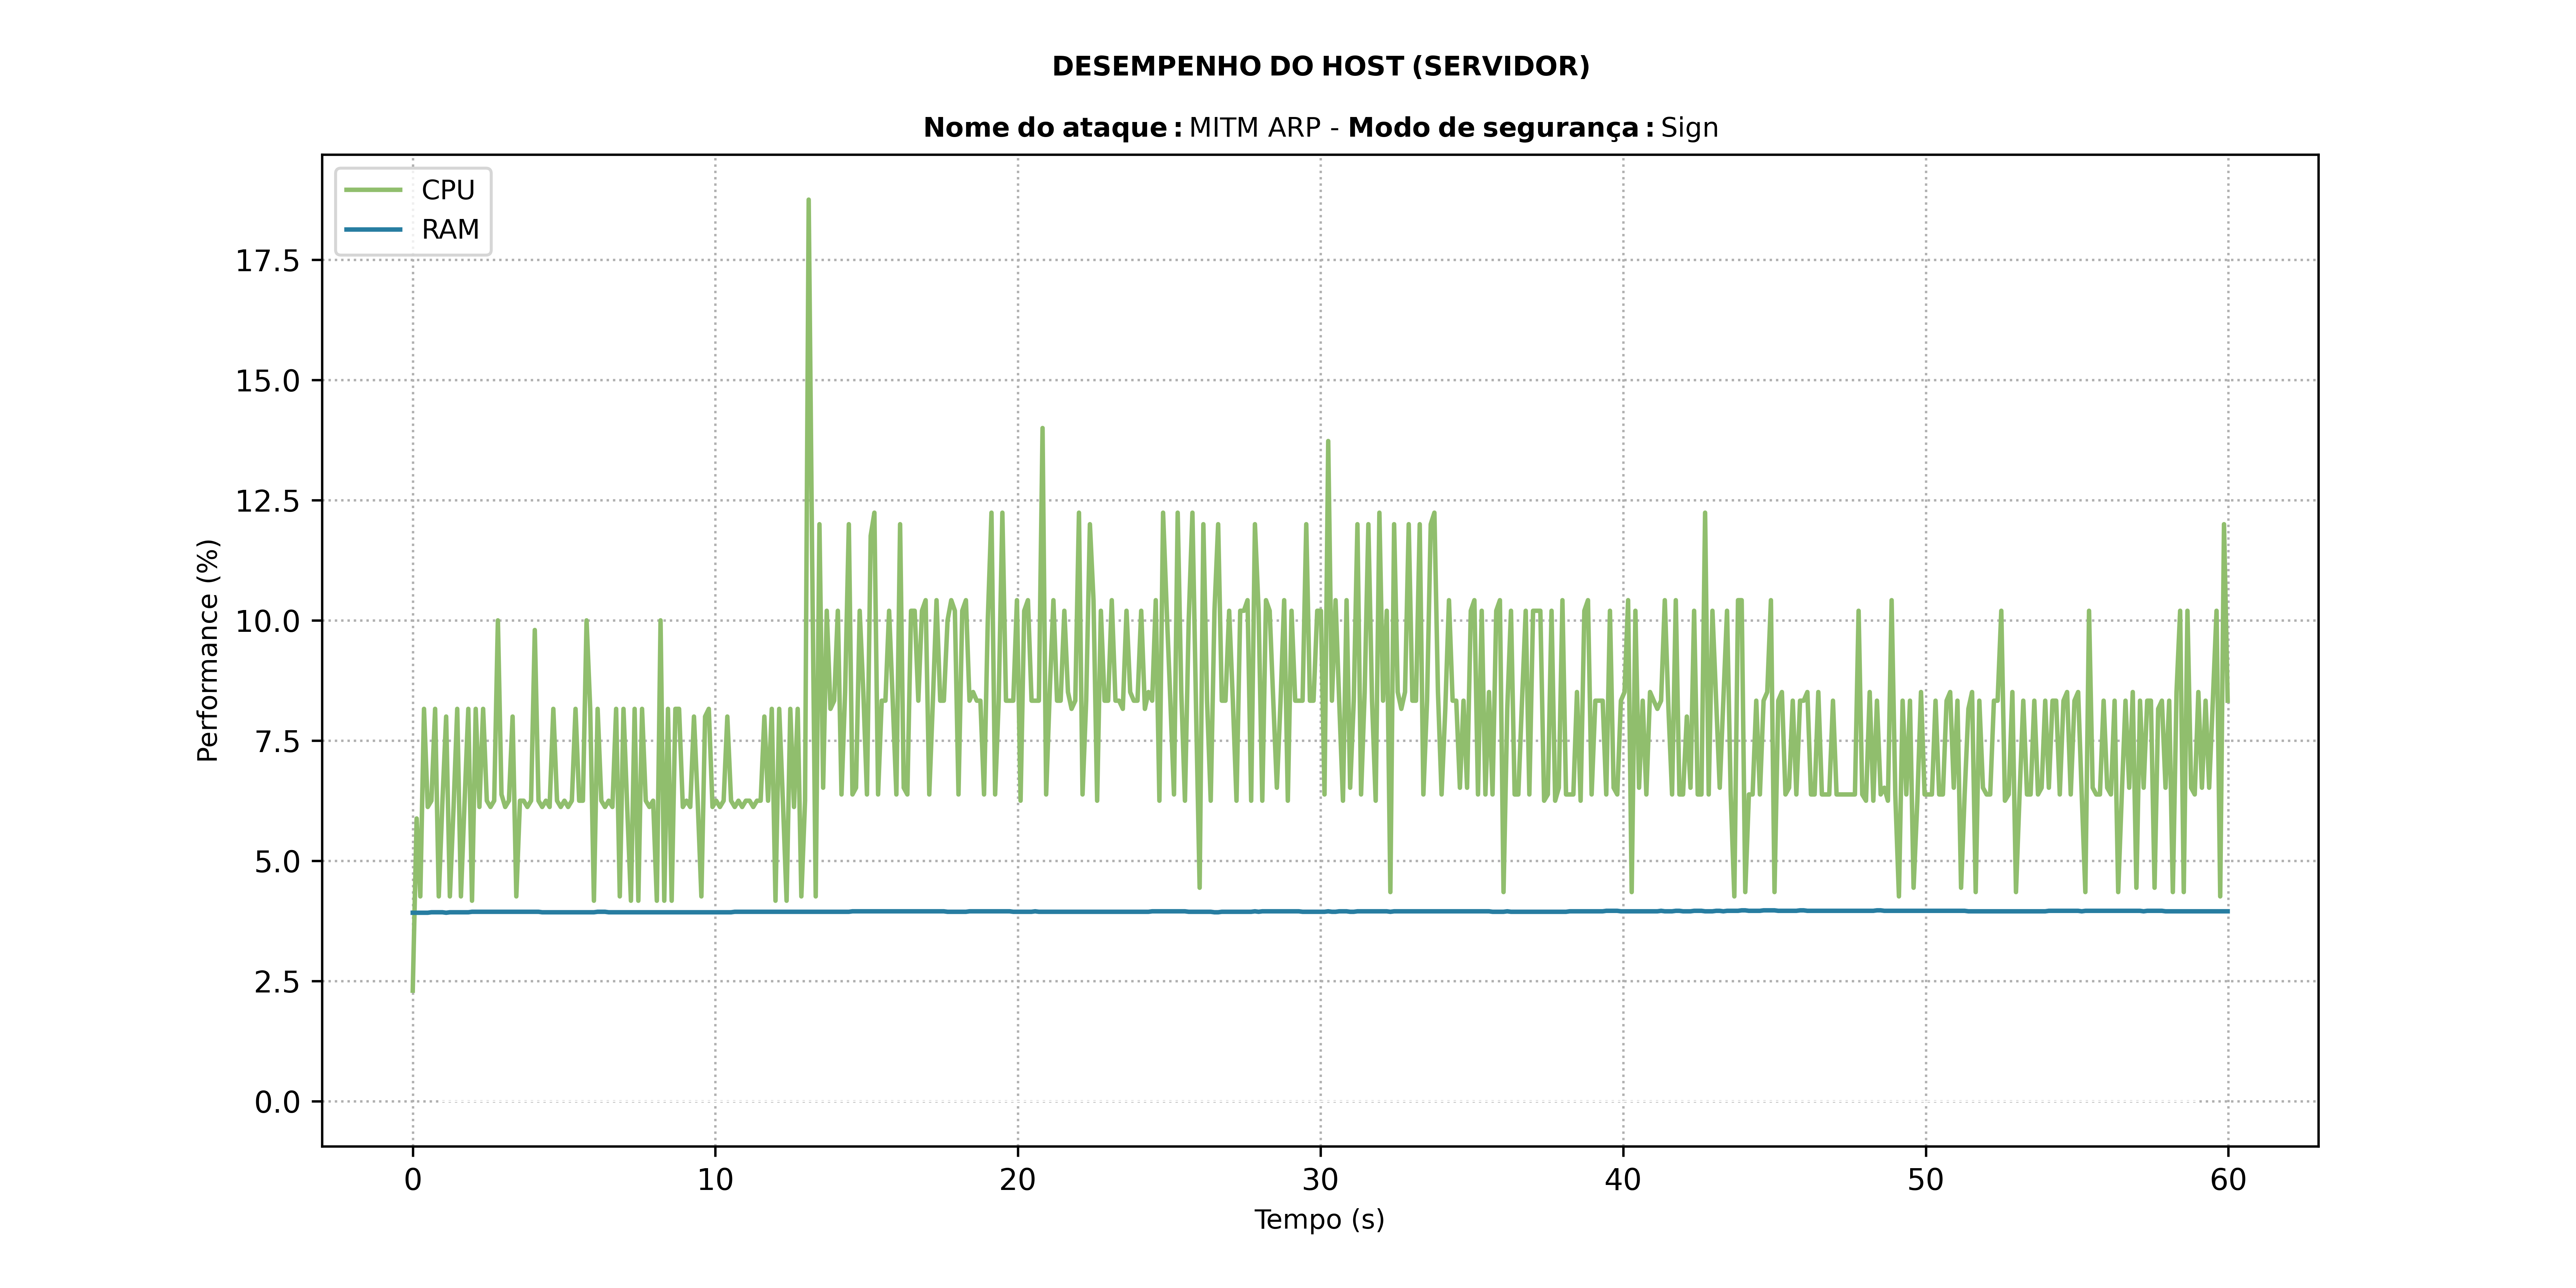 DESEMPENHO DO HOST (SERVIDOR)
Nome do ataque: MITM ARP - Modo de segurança: Sign
CPU
RAM
17.5
15.0
12.5
10.0
7.5
5.0
2.5
0.0
Performance (%)
0 10 20 30 40 50 60
Tempo (s)